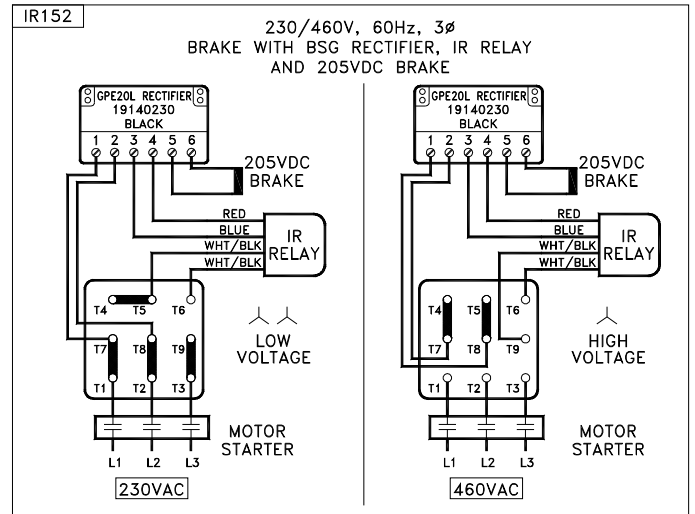 IR152
230/460V, 60Hz, 3ø
BRAKE WITH BSG RECTIFIER, IR RELAY
AND 205VDC BRAKE
GPE20L RECTIFIER
19140230
BLACK
1 2 3 4 5 6
205VDC
BRAKE
RED
BLUE
WHT/BLK
WHT/BLK
IR
RELAY
T4 T5 T6
T7 T8 T9
T1 T2 T3
LOW
VOLTAGE
MOTOR
STARTER
L1 L2 L3
230VAC
GPE20L RECTIFIER
19140230
BLACK
1 2 3 4 5 6
205VDC
BRAKE
RED
BLUE
WHT/BLK
WHT/BLK
IR
RELAY
T4 T5 T6
T7 T8 T9
T1 T2 T3
HIGH
VOLTAGE
MOTOR
STARTER
L1 L2 L3
460VAC